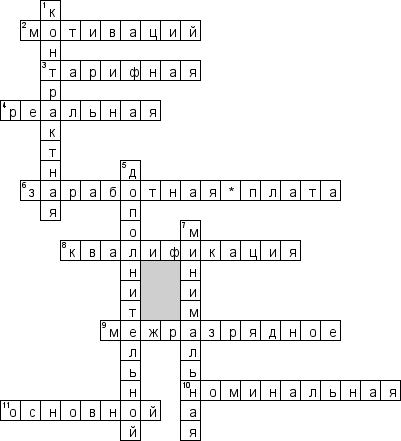 1 контрактная
2 мотиваций
3 тарифная
4 реальная
5 дополнительной
6 заработная*плата
7 минимальная
8 квалификация
9 межразрядное
10 номинальная
11 основной